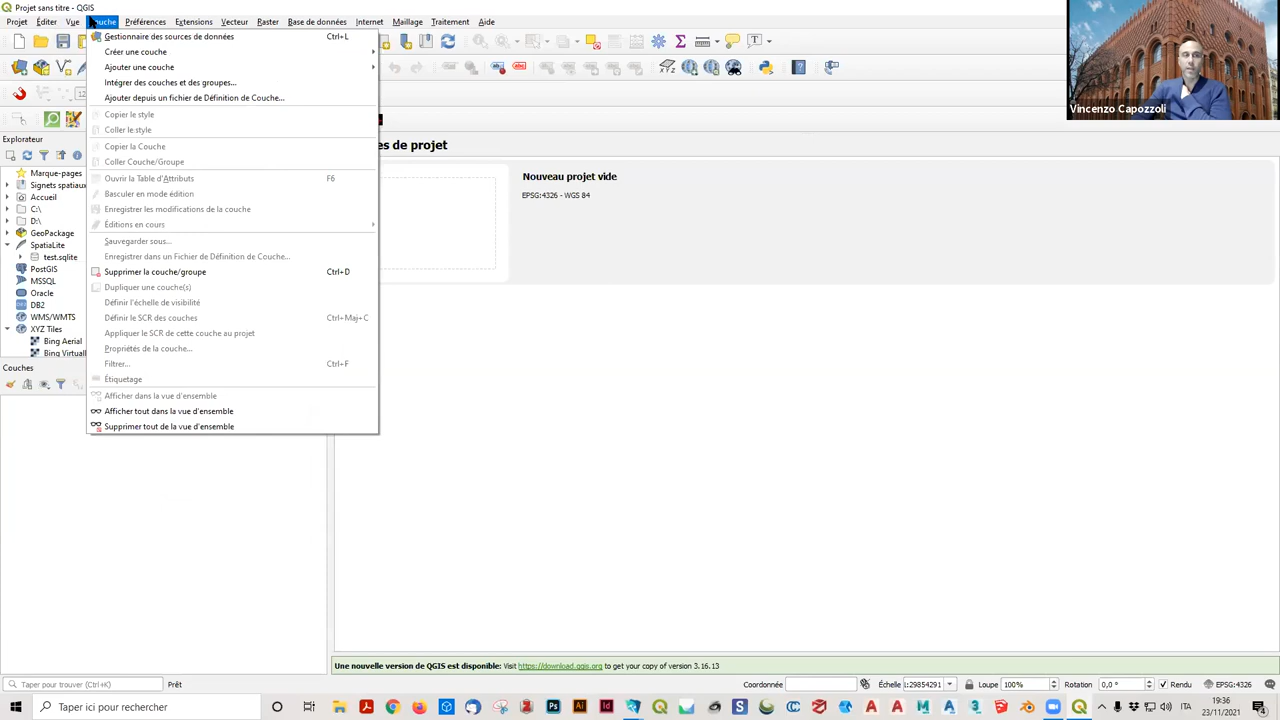 Projet sans titre - QGIS
Projet Éditer Vue Couche Préférences Extensions Vecteur Raster Base de données Internet Maillage Traitement Aide
Gestionnaire des sources de données Ctrl+L
Créer une couche
Ajouter une couche
Intégrer des couches et des groupes...
Ajouter depuis un fichier de Définition de Couche...
Copier le style
Coller le style
Copier la Couche
Coller Couche/Groupe
Ouvrir la Table d'Attributs F6
Basculer en mode édition
Enregistrer les modifications de la couche
Éditions en cours
Sauvegarder sous...
Enregistrer dans un Fichier de Définition de Couche...
Supprimer la couche/groupe Ctrl+D
Dupliquer une couche(s)
Définir l'échelle de visibilité
Définir le SCR des couches Ctrl+Maj+C
Appliquer le SCR de cette couche au projet
Propriétés de la couche...
Filtrer... Ctrl+F
Étiquetage
Afficher dans la vue d'ensemble
Afficher tout dans la vue d'ensemble
Supprimer tout de la vue d'ensemble
Explorateur
Marque-pages
Signets spatiau
Accueil
C:\
D:\
GeoPackage
SpatiaLite
test.sqlite
PostGIS
MSSQL
Oracle
DB2
WMS/WMTS
XYZ Tiles
Bing Aerial
Bing Virtuall
Couches
es de projet
Nouveau projet vide
EPSG:4326 - WGS 84
Vincenzo Capozzoli
Une nouvelle version de QGIS est disponible: Visit https://download.qgis.org to get your copy of version 3.16.13
Taper pour trouver (Ctrl+K) Prêt Coordonnée Échelle 1:29854291 Loupe 100% Rotation 0,0 ° Rendu EPSG:4326
Taper ici pour rechercher ITA 19:36
23/11/2021